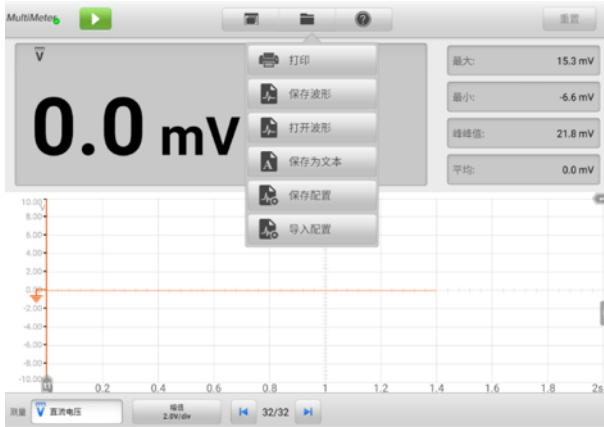 MultiMeter
重置
V
0.0 mV
打印
保存波形
打开波形
保存为文本
保存配置
导入配置
最大: 15.3 mV
最小: -6.6 mV
峰峰值: 21.8 mV
平均: 0.0 mV
V
10.00
8.00
6.00
4.00
2.00
0.00
-2.00
-4.00
-6.00
-8.00
-10.00
0.2 0.4 0.6 0.8 1 1.2 1.4 1.6 1.8 2s
测量 V 直流电压 幅值 32/32
2.0V/div